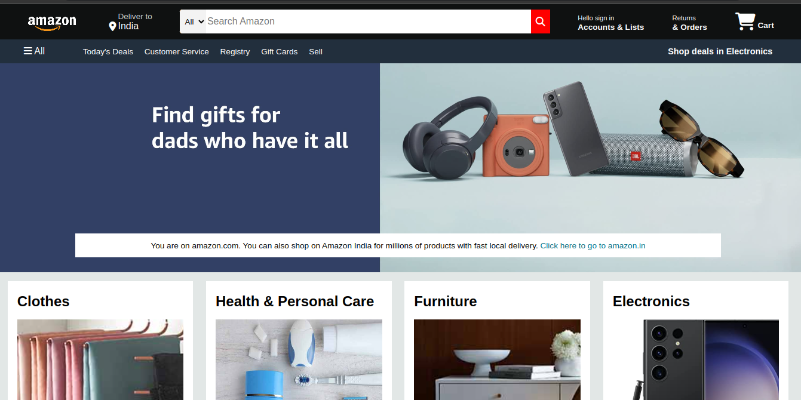 amazon
Deliver to
India
All
Search Amazon
Hello sign in
Accounts & Lists
Returns
& Orders
Cart
All
Today's Deals
Customer Service
Registry
Gift Cards
Sell
Shop deals in Electronics
Find gifts for
dads who have it all
JBL
You are on amazon.com. You can also shop on Amazon India for millions of products with fast local delivery. Click here to go to amazon.in
Clothes
Health & Personal Care
Furniture
Electronics